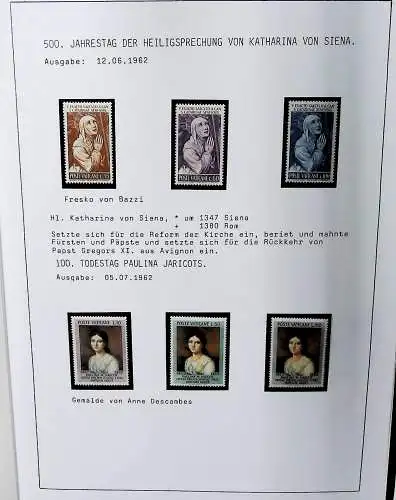 500. JAHRESTAG DER HEILIGSPRECHUNG VON KATHARINA VON SIENA.
Ausgabe: 12.06.1962
POSTE VATICANE
POSTE VATICANE
POSTE VATICANE
Fresko von Bazzi
Hl. Katharina von Siena, * um 1347 Siena
+ 1380 Rom
Setzte sich für die Reform der Kirche ein, beriet und mahnte
Fürsten und Päpste und setzte sich für die Rückkehr von
Papst Gregors XI. aus Avignon ein.
100. TODESTAG PAULINA JARICOTS.
Ausgabe: 05.07.1962
POSTE VATICANE L.10
POSTE VATICANE L.50
POSTE VATICANE
Gemälde von Anne Descombes